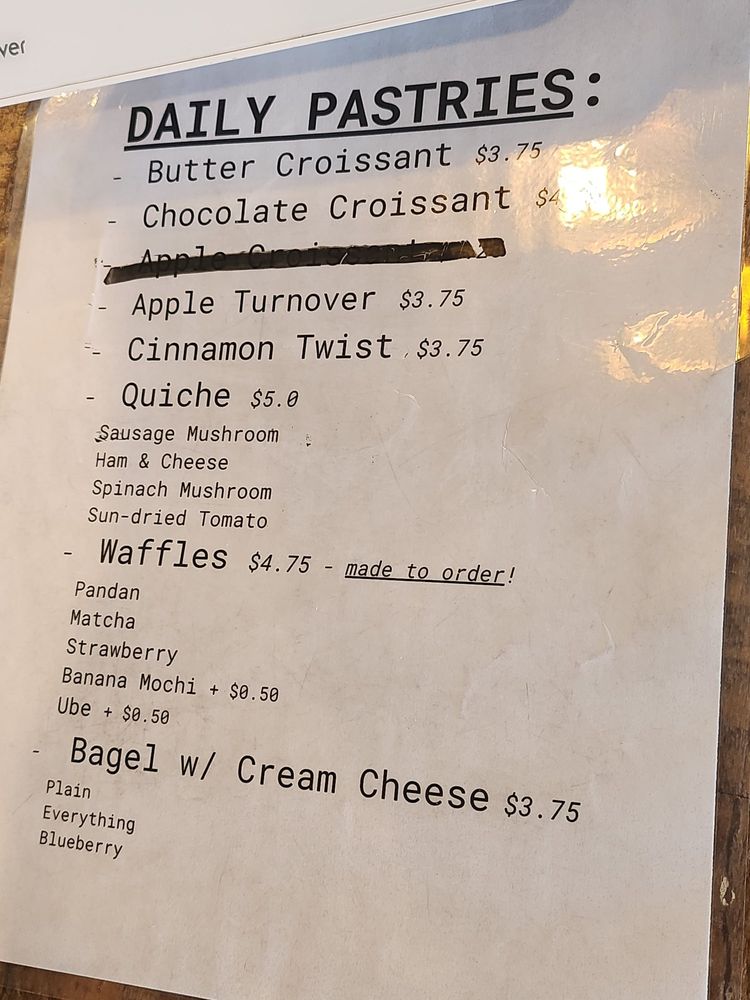 DAILY PASTRIES:
- Butter Croissant $3.75
- Chocolate Croissant
- Apple Croissant
- Apple Turnover $3.75
- Cinnamon Twist $3.75
- Quiche $5.0
Sausage Mushroom
Ham & Cheese
Spinach Mushroom
Sun-dried Tomato
- Waffles $4.75 - made to order!
Pandan
Matcha
Strawberry
Banana Mochi + $0.50
Ube + $0.50
- Bagel w/ Cream Cheese $3.75
Plain
Everything
Blueberry